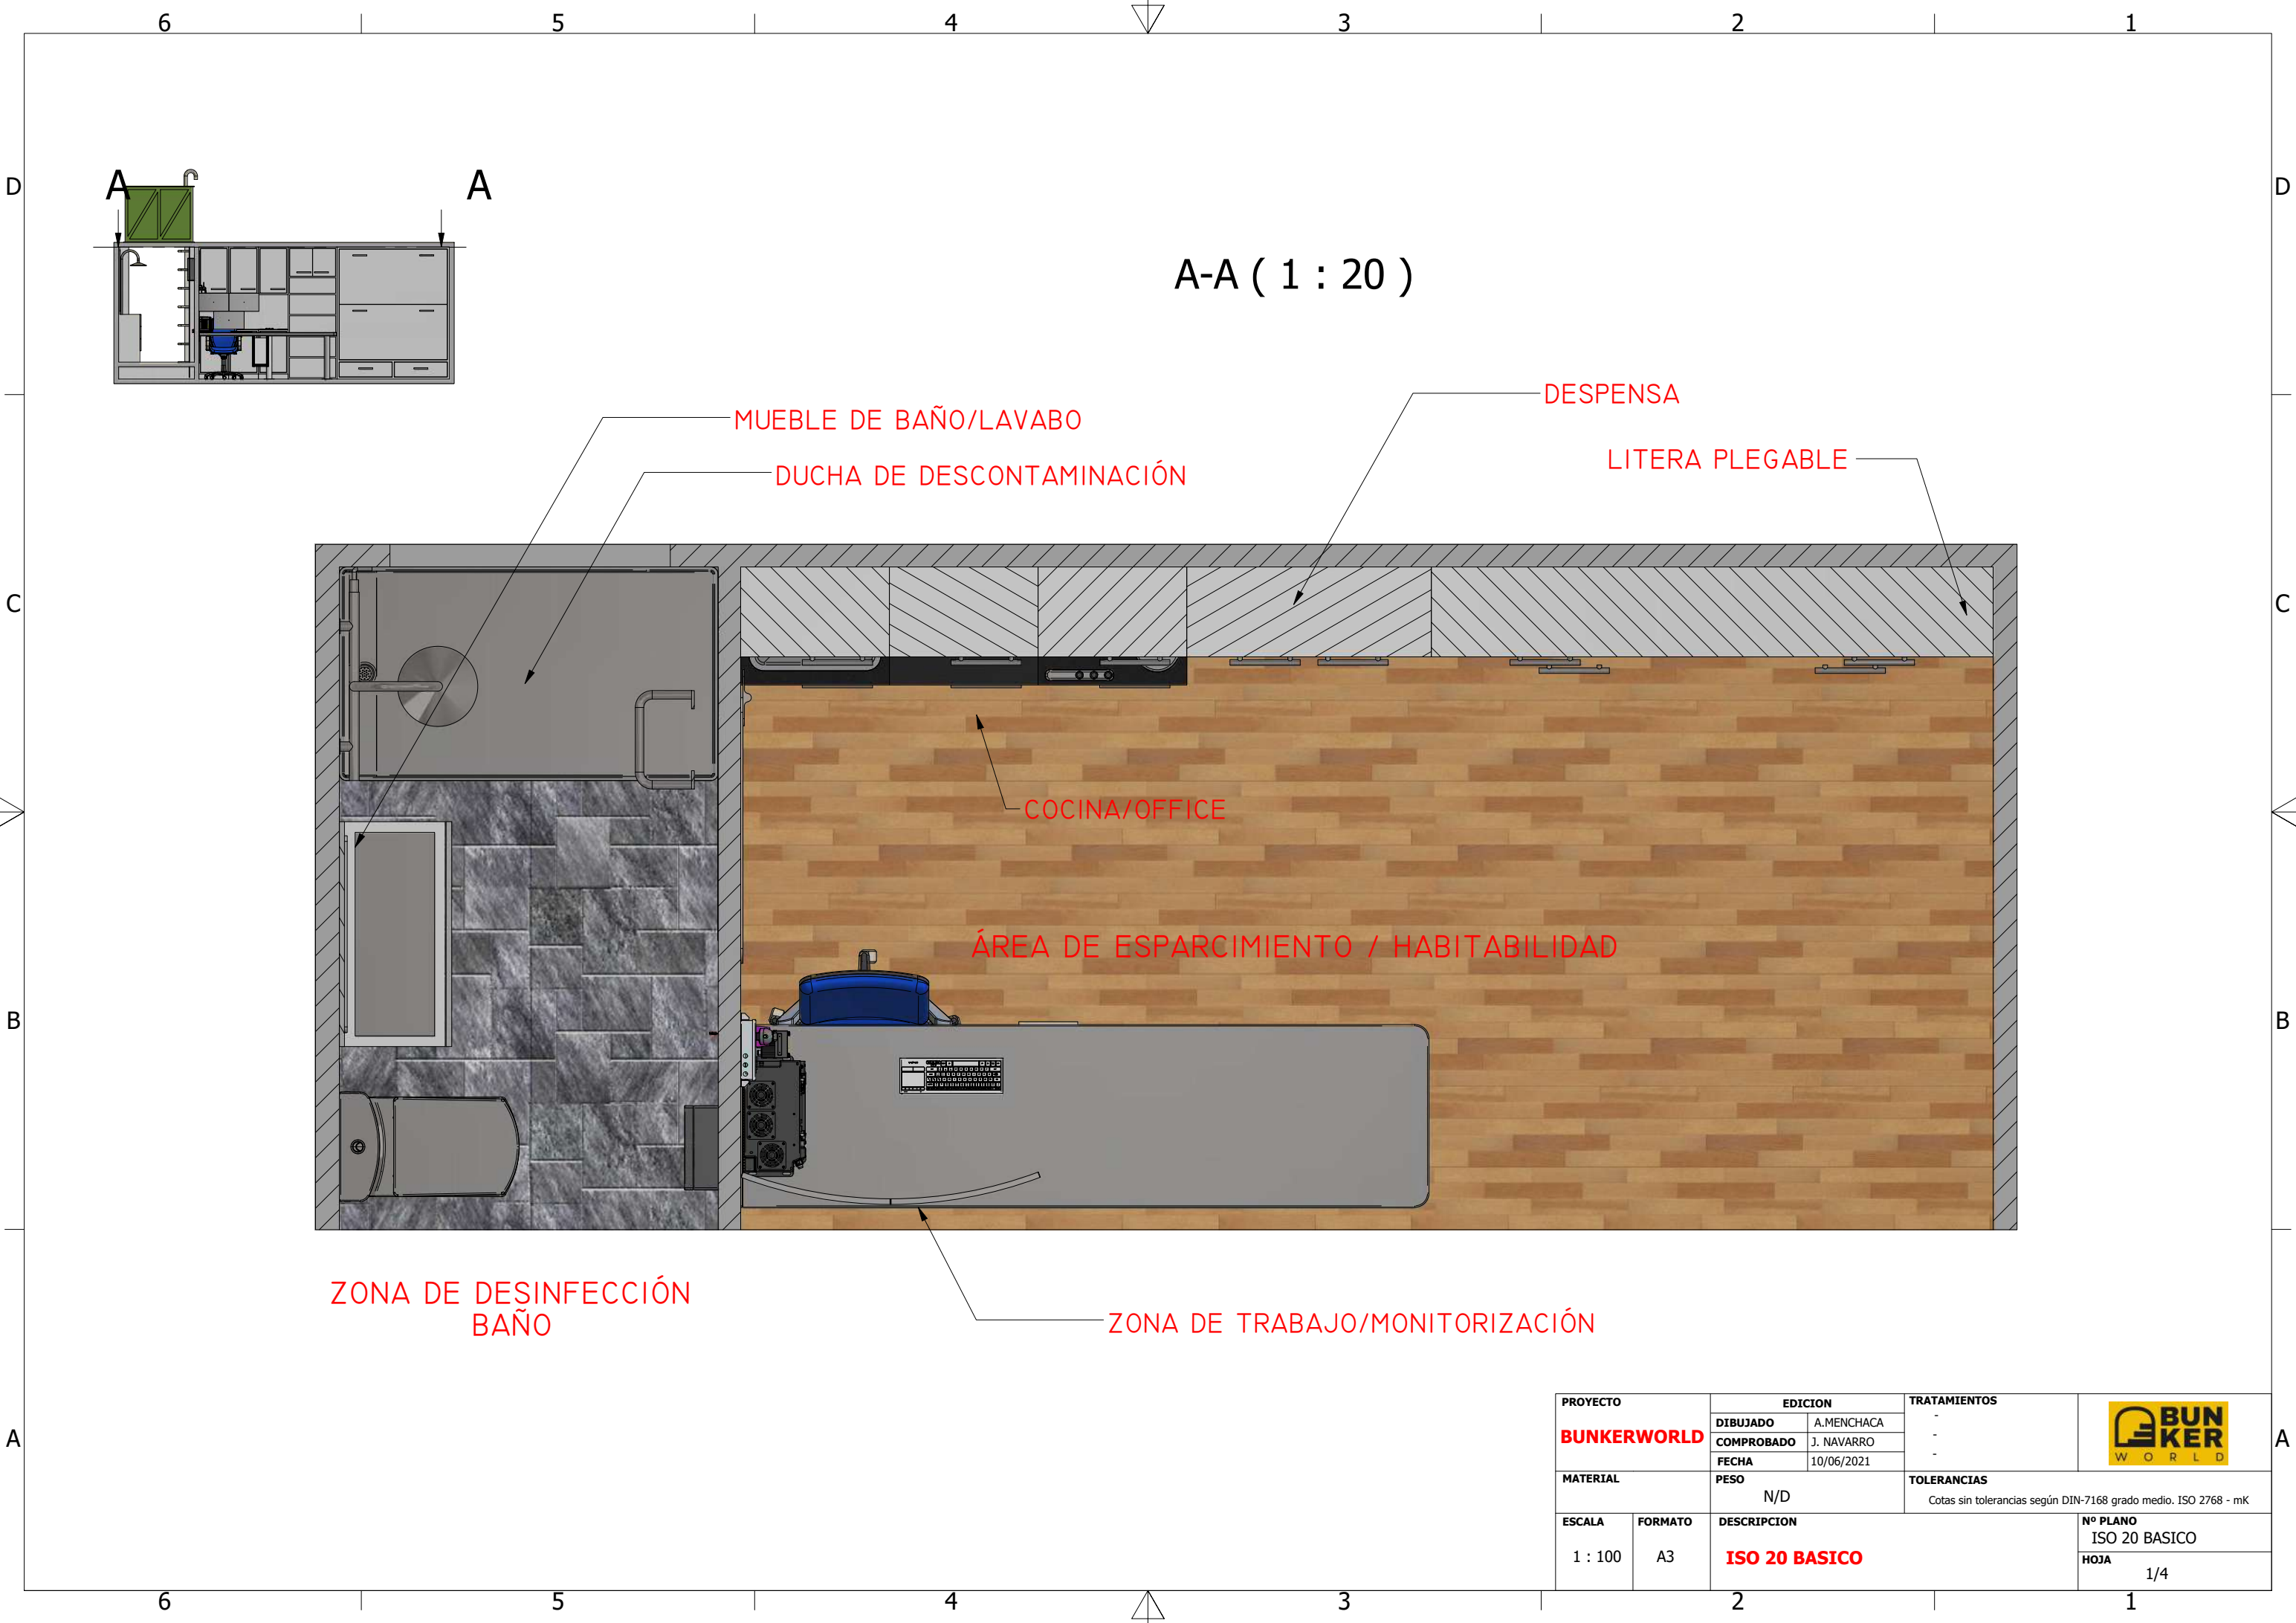 6 5 4 3 2 1
D D
A A
A-A ( 1 : 20 )
DESPENSA
MUEBLE DE BAÑO/LAVABO
LITERA PLEGABLE
DUCHA DE DESCONTAMINACIÓN
C C
COCINA/OFFICE
ÁREA DE ESPARCIMIENTO / HABITABILIDAD
B B
ZONA DE DESINFECCIÓN
BAÑO
ZONA DE TRABAJO/MONITORIZACIÓN
A A
PROYECTO
BUNKERWORLD
EDICION
DIBUJADO A.MENCHACA
COMPROBADO J. NAVARRO
FECHA 10/06/2021
TRATAMIENTOS
-
-
-
BUN
KER
WORLD
MATERIAL
PESO
N/D
TOLERANCIAS
Cotas sin tolerancias según DIN-7168 grado medio. ISO 2768 - mK
ESCALA
1 : 100
FORMATO
A3
DESCRIPCION
ISO 20 BASICO
Nº PLANO
ISO 20 BASICO
HOJA
1/4
6 5 4 3 2 1